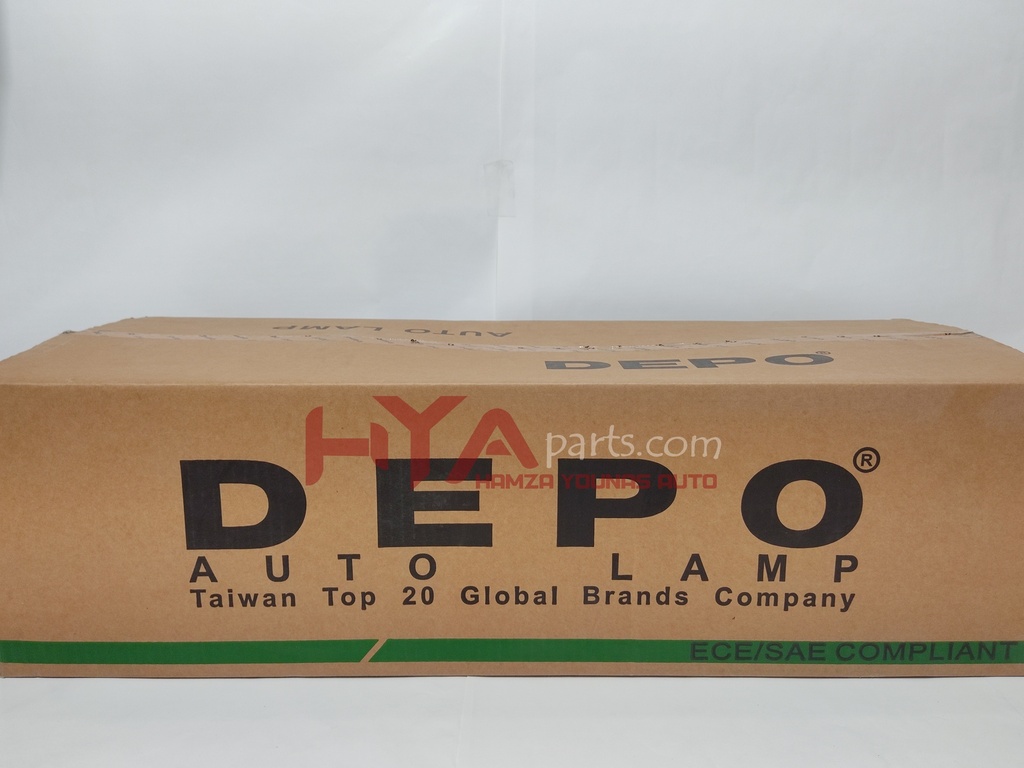 AUTO LAMP
DEPO®
HYAparts.com
HAMZA YOUNAS AUTO
DEPO®
AUTO LAMP
Taiwan Top 20 Global Brands Company
ECE/SAE COMPLIANT